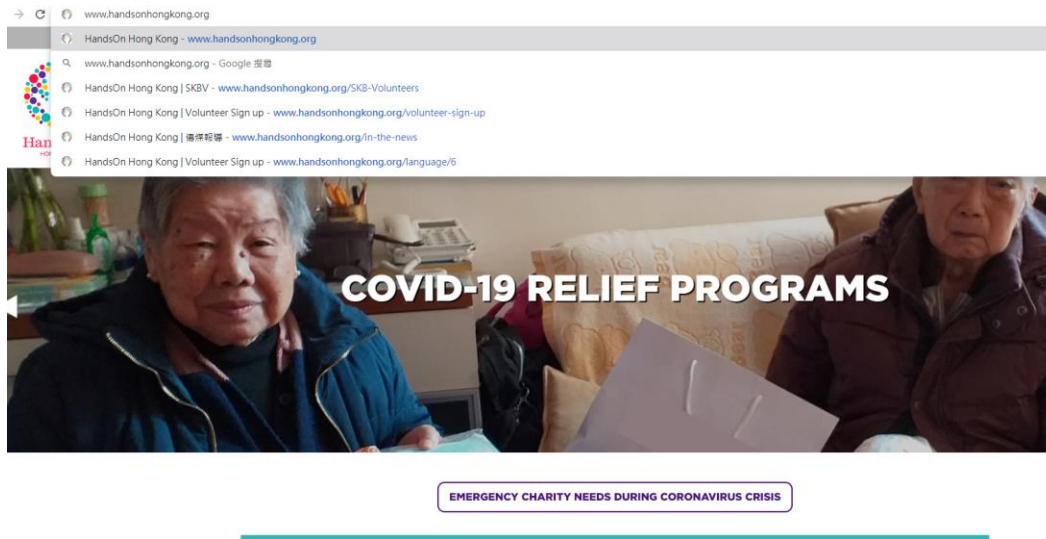 www.handsonhongkong.org
HandsOn Hong Kong - www.handsonhongkong.org
www.handsonhongkong.org - Google 搜尋
HandsOn Hong Kong | SKBV - www.handsonhongkong.org/SKB-Volunteers
HandsOn Hong Kong | Volunteer Sign up - www.handsonhongkong.org/volunteer-sign-up
HandsOn Hong Kong | 傳媒報導 - www.handsonhongkong.org/in-the-news
HandsOn Hong Kong | Volunteer Sign up - www.handsonhongkong.org/language/6
Han
COVID-19 RELIEF PROGRAMS
EMERGENCY CHARITY NEEDS DURING CORONAVIRUS CRISIS